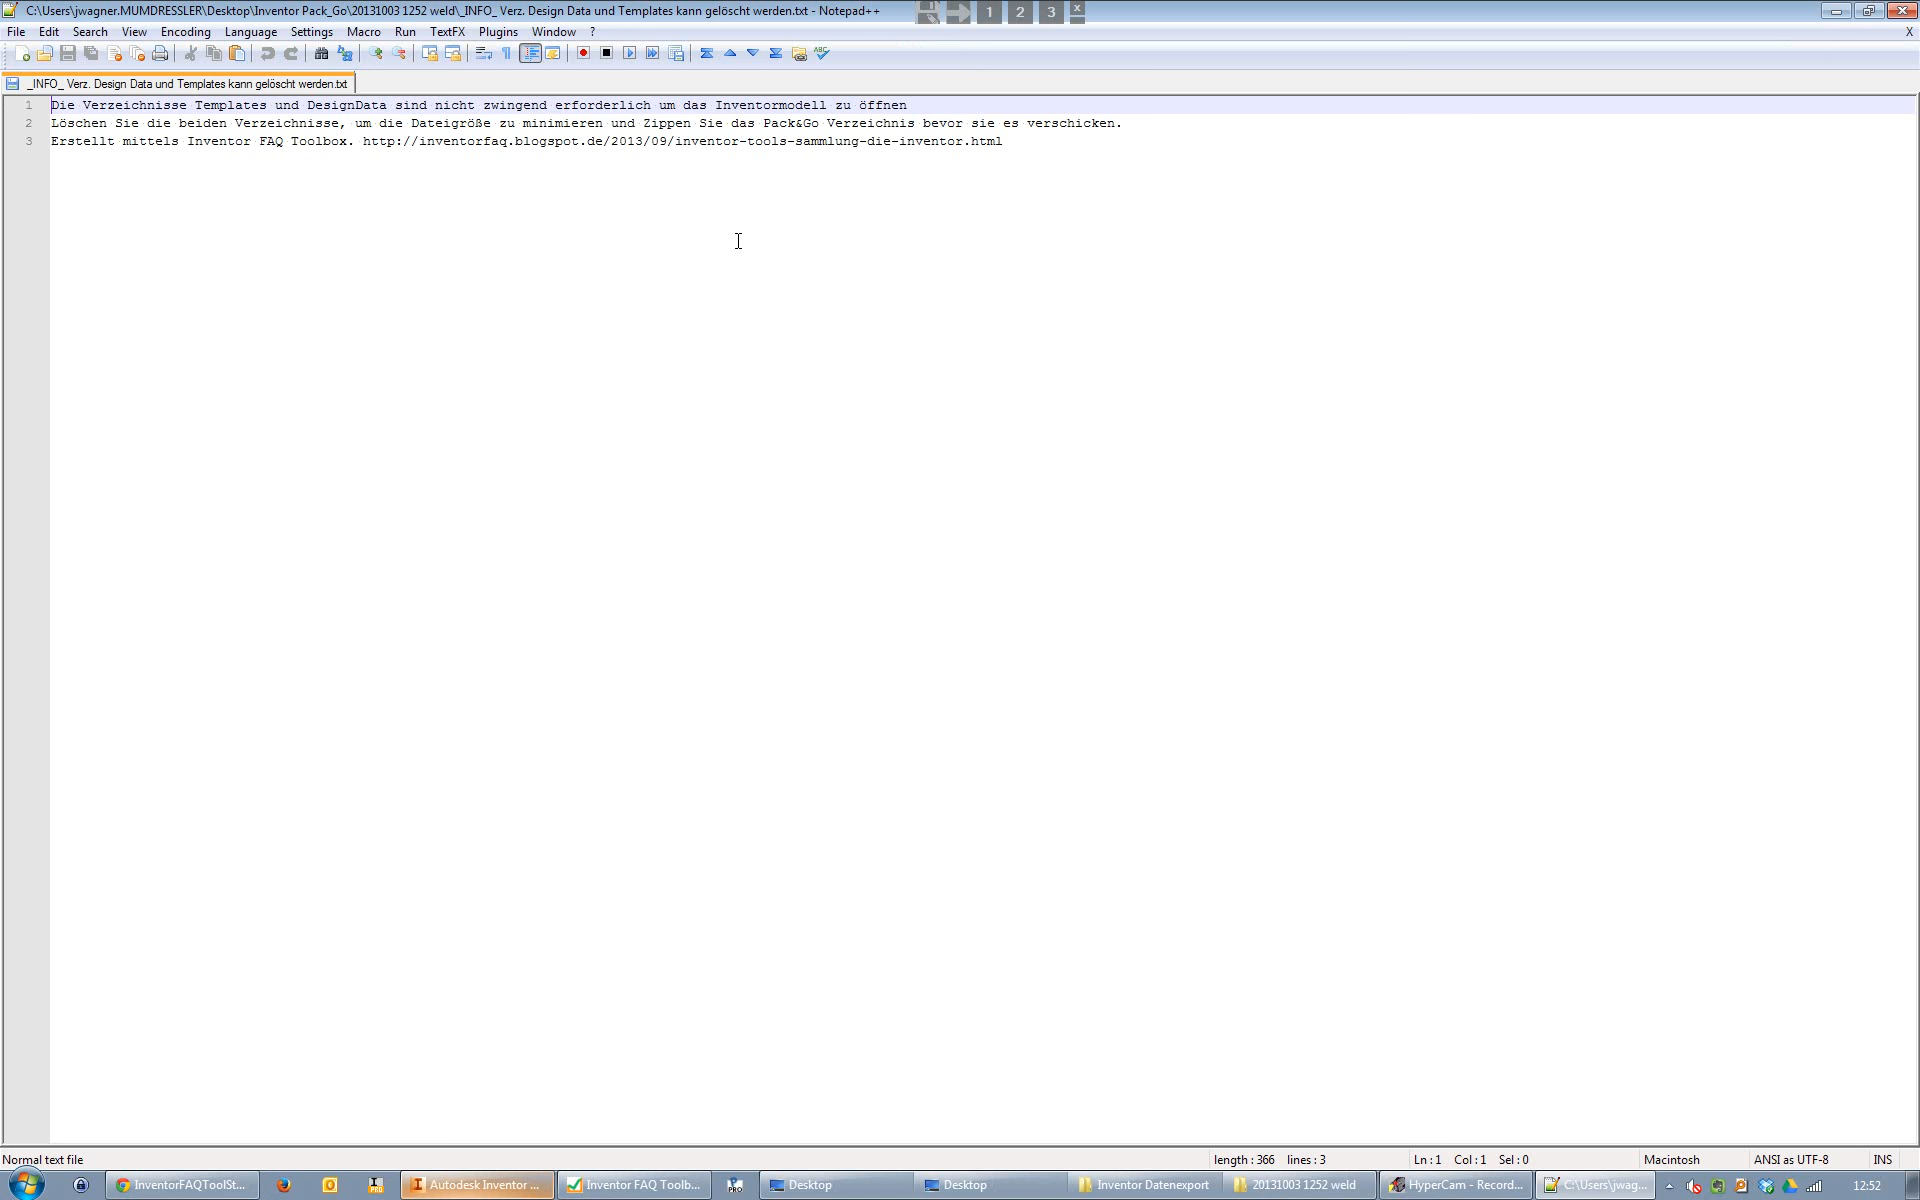 C:\Users\jwagner.MUMDRESSLER\Desktop\Inventor Pack_Go\20131003 1252 weld\_INFO_ Verz. Design Data und Templates kann gelöscht werden.txt - Notepad++
1 2 3 x
File Edit Search View Encoding Language Settings Macro Run TextFX Plugins Window ? X
_INFO_ Verz. Design Data und Templates kann gelöscht werden.txt
1 Die Verzeichnisse Templates und DesignData sind nicht zwingend erforderlich um das Inventormodell zu öffnen
2 Löschen Sie die beiden Verzeichnisse, um die Dateigröße zu minimieren und Zippen Sie das Pack&Go Verzeichnis bevor sie es verschicken.
3 Erstellt mittels Inventor FAQ Toolbox. http://inventorfaq.blogspot.de/2013/09/inventor-tools-sammlung-die-inventor.html
Normal text file length : 366 lines : 3 Ln : 1 Col : 1 Sel : 0 Macintosh ANSI as UTF-8 INS
InventorFAQToolSt... Autodesk Inventor ... Inventor FAQ Toolb... Desktop Desktop Inventor Datenexport 20131003 1252 weld HyperCam - Record... C:\Users\jwag... 12:52